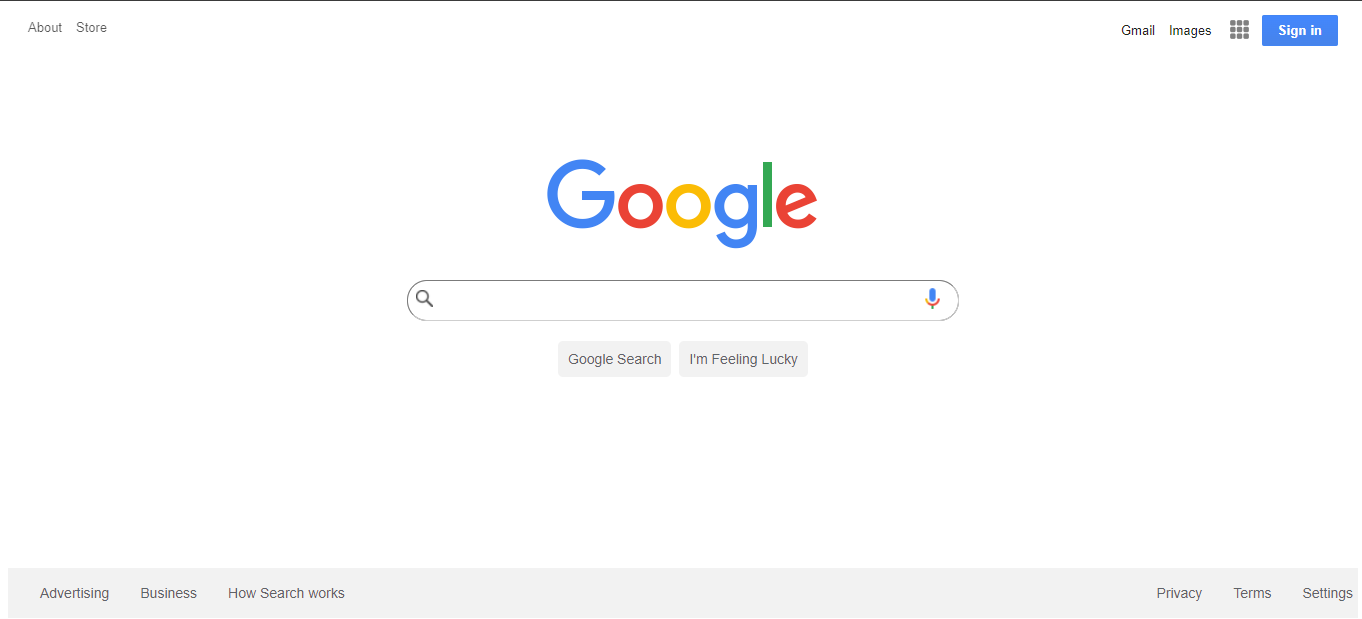 About Store
Gmail Images Sign in
Google
Google Search I'm Feeling Lucky
Advertising Business How Search works
Privacy Terms Settings